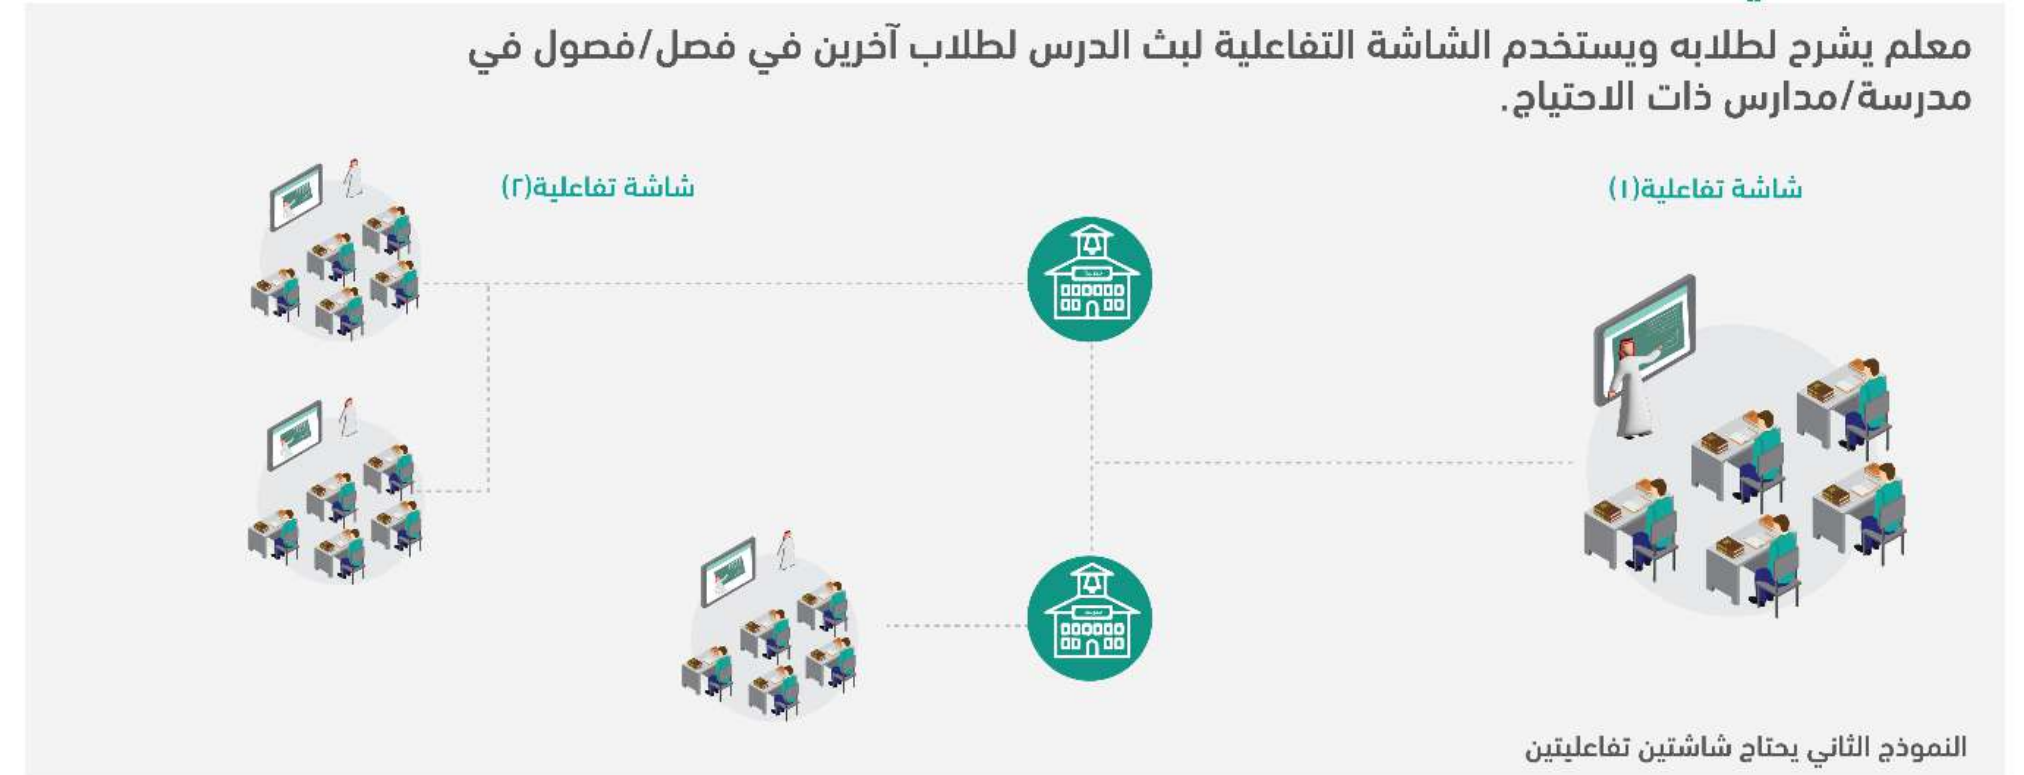 معلم يشرح لطلابه ويستخدم الشاشة التفاعلية لبث الدرس لطلاب آخرين في فصل/فصول في
مدرسة/مدارس ذات الاحتياج.
شاشة تفاعلية(١)
شاشة تفاعلية(٢)
النموذج الثاني يحتاج شاشتين تفاعليتين